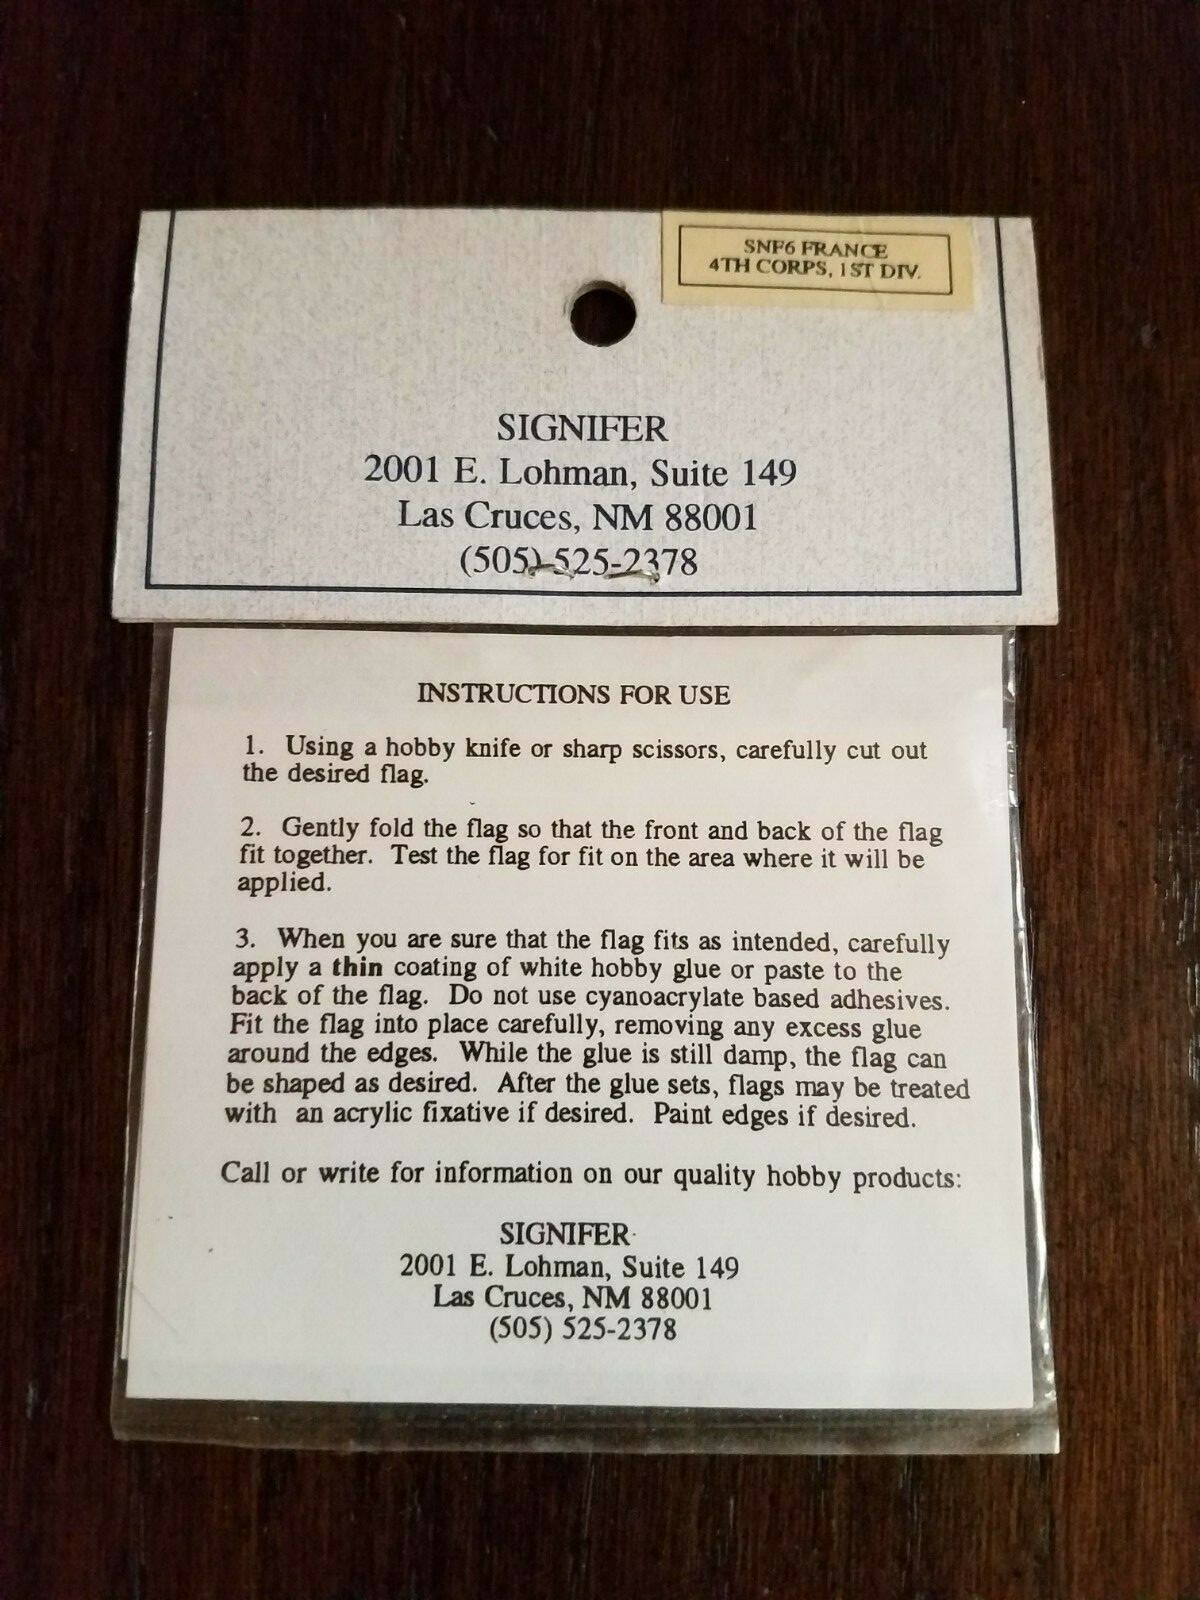 SNF6 FRANCE
4TH CORPS, 1ST DIV.
SIGNIFER
2001 E. Lohman, Suite 149
Las Cruces, NM 88001
(505) 525-2378
INSTRUCTIONS FOR USE
1. Using a hobby knife or sharp scissors, carefully cut out
the desired flag.
2. Gently fold the flag so that the front and back of the flag
fit together. Test the flag for fit on the area where it will be
applied.
3. When you are sure that the flag fits as intended, carefully
apply a thin coating of white hobby glue or paste to the
back of the flag. Do not use cyanoacrylate based adhesives.
Fit the flag into place carefully, removing any excess glue
around the edges. While the glue is still damp, the flag can
be shaped as desired. After the glue sets, flags may be treated
with an acrylic fixative if desired. Paint edges if desired.
Call or write for information on our quality hobby products:
SIGNIFER
2001 E. Lohman, Suite 149
Las Cruces, NM 88001
(505) 525-2378